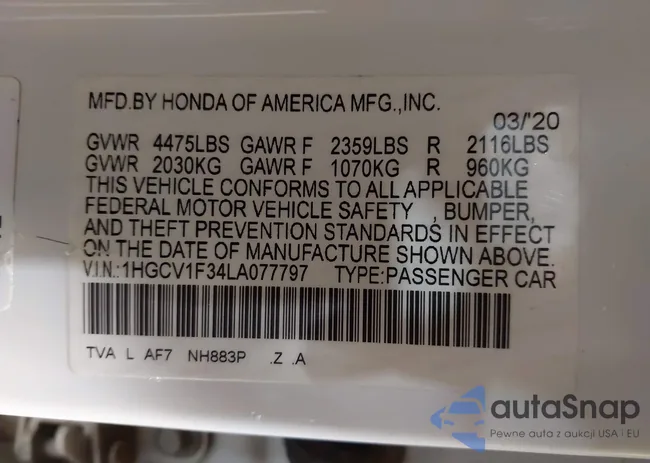 MFD.BY HONDA OF AMERICA MFG.,INC.
03/'20
GVWR 4475LBS GAWR F 2359LBS R 2116LBS
GVWR 2030KG GAWR F 1070KG R 960KG
THIS VEHICLE CONFORMS TO ALL APPLICABLE
FEDERAL MOTOR VEHICLE SAFETY , BUMPER,
AND THEFT PREVENTION STANDARDS IN EFFECT
ON THE DATE OF MANUFACTURE SHOWN ABOVE.
V.I.N.:1HGCV1F34LA077797 TYPE:PASSENGER CAR
TVA L AF7 NH883P .Z .A
autaSnap
Pewne auta z aukcji USA i EU